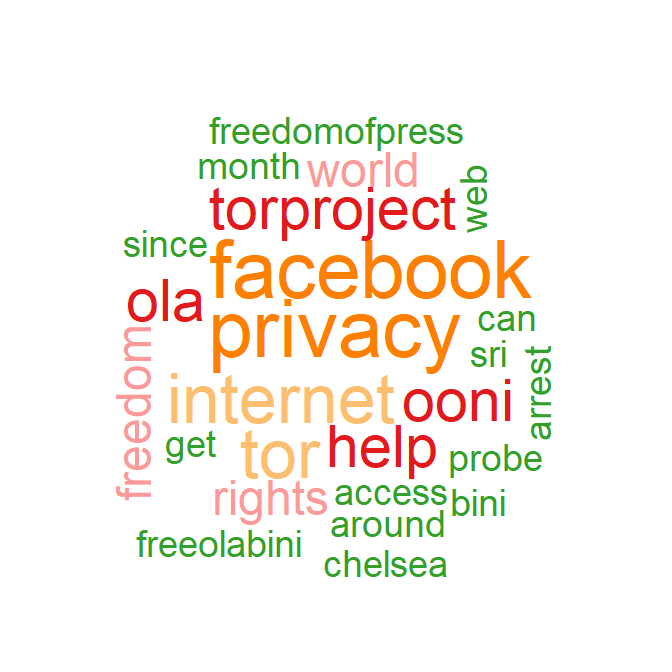 freedomofpress
month
world
web
torproject
since
facebook
ola
privacy
can
sri
arrest
freedom
internet
ooni
get
tor
help
probe
rights
access
bini
around
freeolabini
chelsea